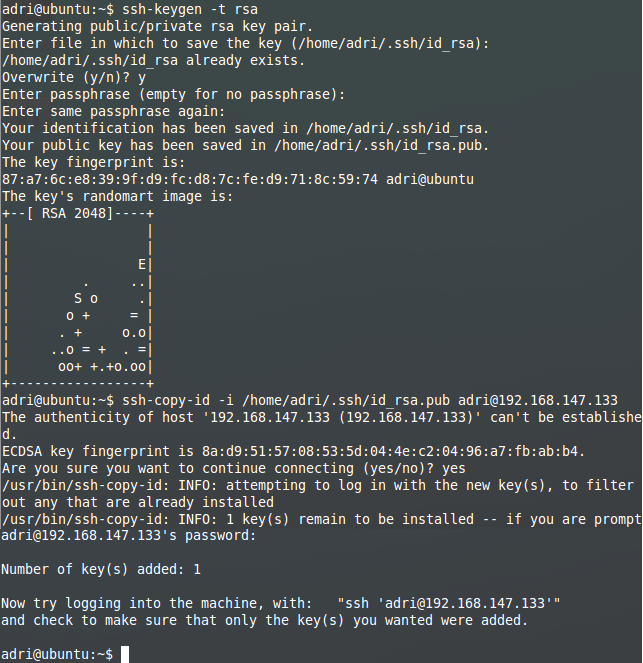 adri@ubuntu:~$ ssh-keygen -t rsa
Generating public/private rsa key pair.
Enter file in which to save the key (/home/adri/.ssh/id_rsa):
/home/adri/.ssh/id_rsa already exists.
Overwrite (y/n)? y
Enter passphrase (empty for no passphrase):
Enter same passphrase again:
Your identification has been saved in /home/adri/.ssh/id_rsa.
Your public key has been saved in /home/adri/.ssh/id_rsa.pub.
The key fingerprint is:
87:a7:6c:e8:39:9f:d9:fc:d8:7c:fe:d9:71:8c:59:74 adri@ubuntu
The key's randomart image is:
+--[ RSA 2048]----+
|                 |
|                 |
|                E|
|         .     ..|
|        S o     .|
|       o +     = |
|      . +     o.o|
|     ..o = +  . =|
|      oo+ +.+o.oo|
+-----------------+
adri@ubuntu:~$ ssh-copy-id -i /home/adri/.ssh/id_rsa.pub adri@192.168.147.133
The authenticity of host '192.168.147.133 (192.168.147.133)' can't be establishe
d.
ECDSA key fingerprint is 8a:d9:51:57:08:53:5d:04:4e:c2:04:96:a7:fb:ab:b4.
Are you sure you want to continue connecting (yes/no)? yes
/usr/bin/ssh-copy-id: INFO: attempting to log in with the new key(s), to filter
out any that are already installed
/usr/bin/ssh-copy-id: INFO: 1 key(s) remain to be installed -- if you are prompt
adri@192.168.147.133's password:

Number of key(s) added: 1

Now try logging into the machine, with:   "ssh 'adri@192.168.147.133'"
and check to make sure that only the key(s) you wanted were added.

adri@ubuntu:~$